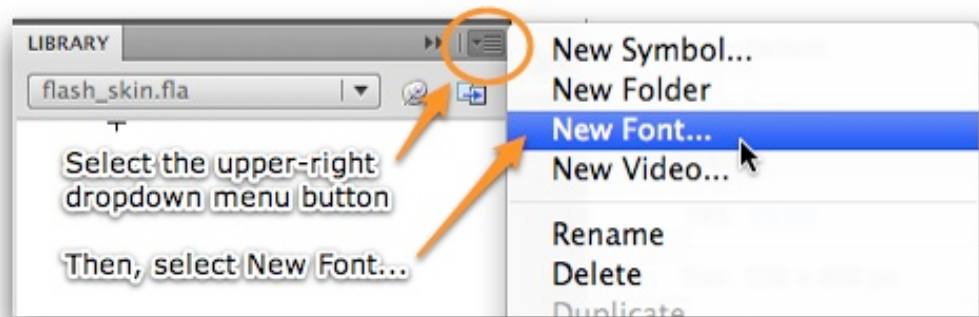 LIBRARY
flash_skin.fla
Select the upper-right
dropdown menu button
Then, select New Font...
New Symbol...
New Folder
New Font...
New Video...
Rename
Delete
Duplicate